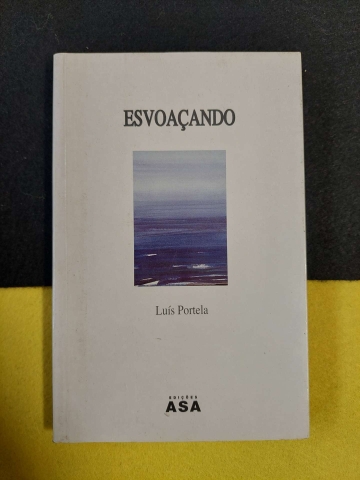 ESVOAÇANDO
Luís Portela
EDIÇÕES
ASA